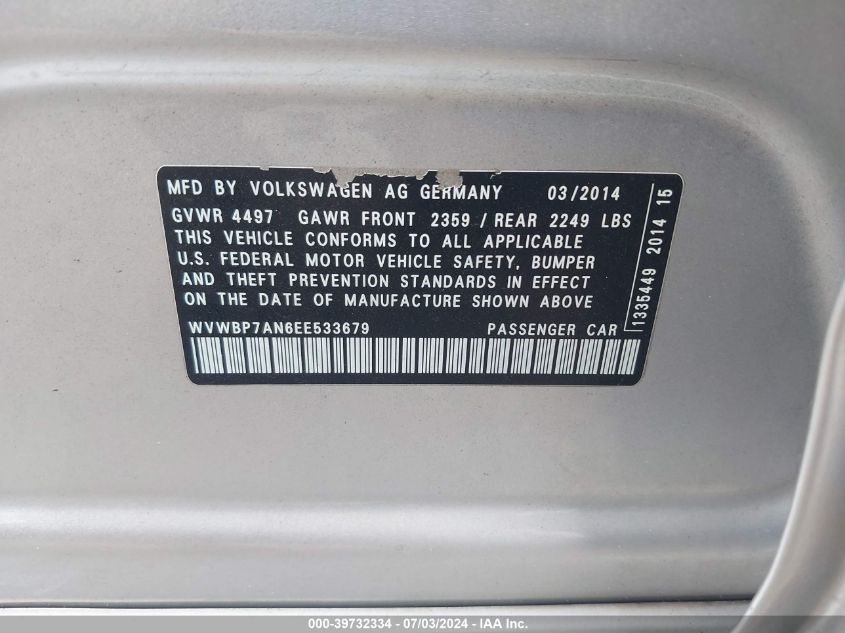 MFD BY VOLKSWAGEN AG GERMANY 03/2014
GVWR 4497 GAWR FRONT 2359 / REAR 2249 LBS
THIS VEHICLE CONFORMS TO ALL APPLICABLE
U.S. FEDERAL MOTOR VEHICLE SAFETY, BUMPER
AND THEFT PREVENTION STANDARDS IN EFFECT
ON THE DATE OF MANUFACTURE SHOWN ABOVE
WVWBP7AN6EE533679 PASSENGER CAR
1335449 2014 15
000-39732334 - 07/03/2024 - IAA Inc.